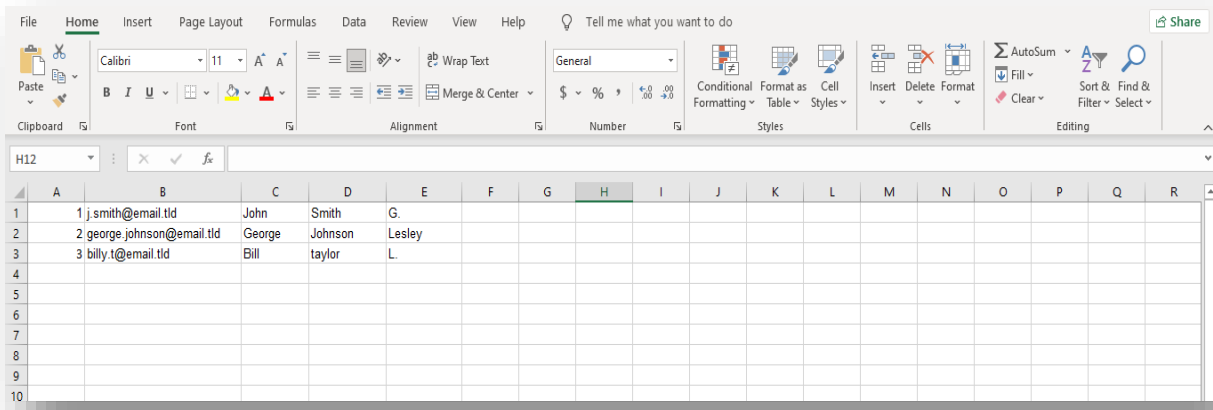 File Home Insert Page Layout Formulas Data Review View Help Tell me what you want to do Share
Calibri 11 A A ab Wrap Text General AutoSum
Paste Fill
B I U A Merge & Center $ % , Conditional Format as Cell Insert Delete Format Clear Sort & Find &
Formatting Table Styles Filter Select
Clipboard Font Alignment Number Styles Cells Editing
H12 fx
A B C D E F G H I J K L M N O P Q R
1 1 j.smith@email.tld John Smith G.
2 2 george.johnson@email.tld George Johnson Lesley
3 3 billy.t@email.tld Bill taylor L.
4
5
6
7
8
9
10